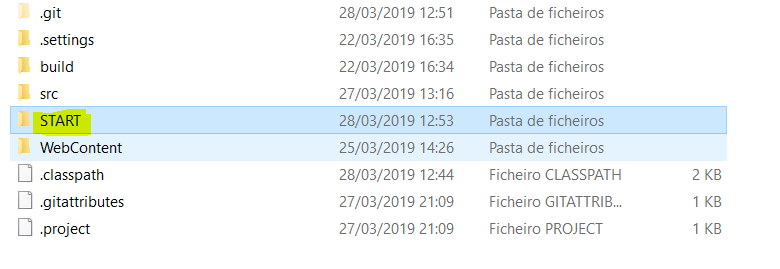 .git 28/03/2019 12:51 Pasta de ficheiros
.settings 22/03/2019 16:35 Pasta de ficheiros
build 22/03/2019 16:34 Pasta de ficheiros
src 27/03/2019 13:16 Pasta de ficheiros
START 28/03/2019 12:53 Pasta de ficheiros
WebContent 25/03/2019 14:26 Pasta de ficheiros
.classpath 28/03/2019 12:44 Ficheiro CLASSPATH 2 KB
.gitattributes 27/03/2019 21:09 Ficheiro GITATTRIB... 1 KB
.project 27/03/2019 21:09 Ficheiro PROJECT 1 KB